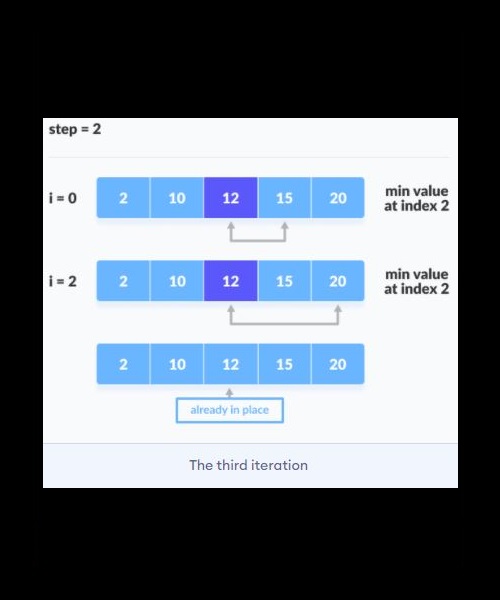 step = 2
i = 0 2 10 12 15 20 min value
at index 2
i = 2 2 10 12 15 20 min value
at index 2
2 10 12 15 20
already in place
The third iteration